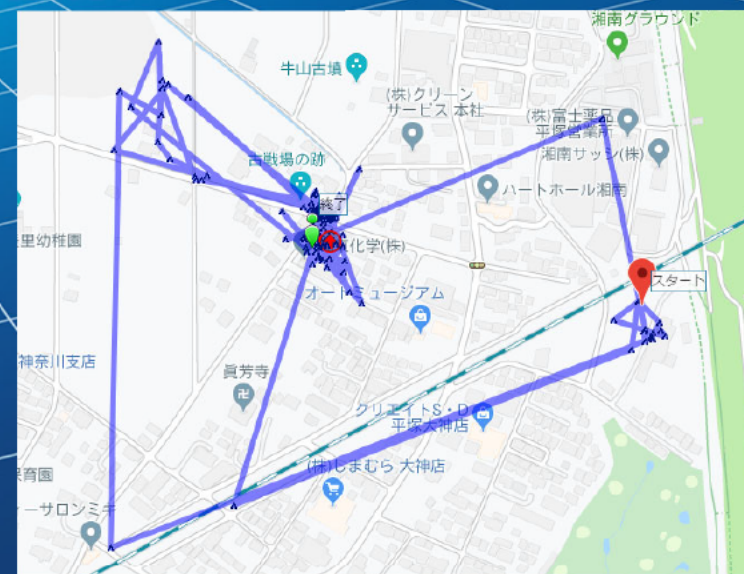 湘南グラウンド
牛山古墳
(株)クリーン
サービス 本社
(株)富士薬品
平塚営業所
湘南サッシ(株)
古戦場の跡
ハートホール湘南
終了
化学(株)
里幼稚園
スタート
オートミュージアム
神奈川支店
眞芳寺
クリエイトS・D
平塚大神店
(株)しまむら 大神店
保育園
ーサロンミキ